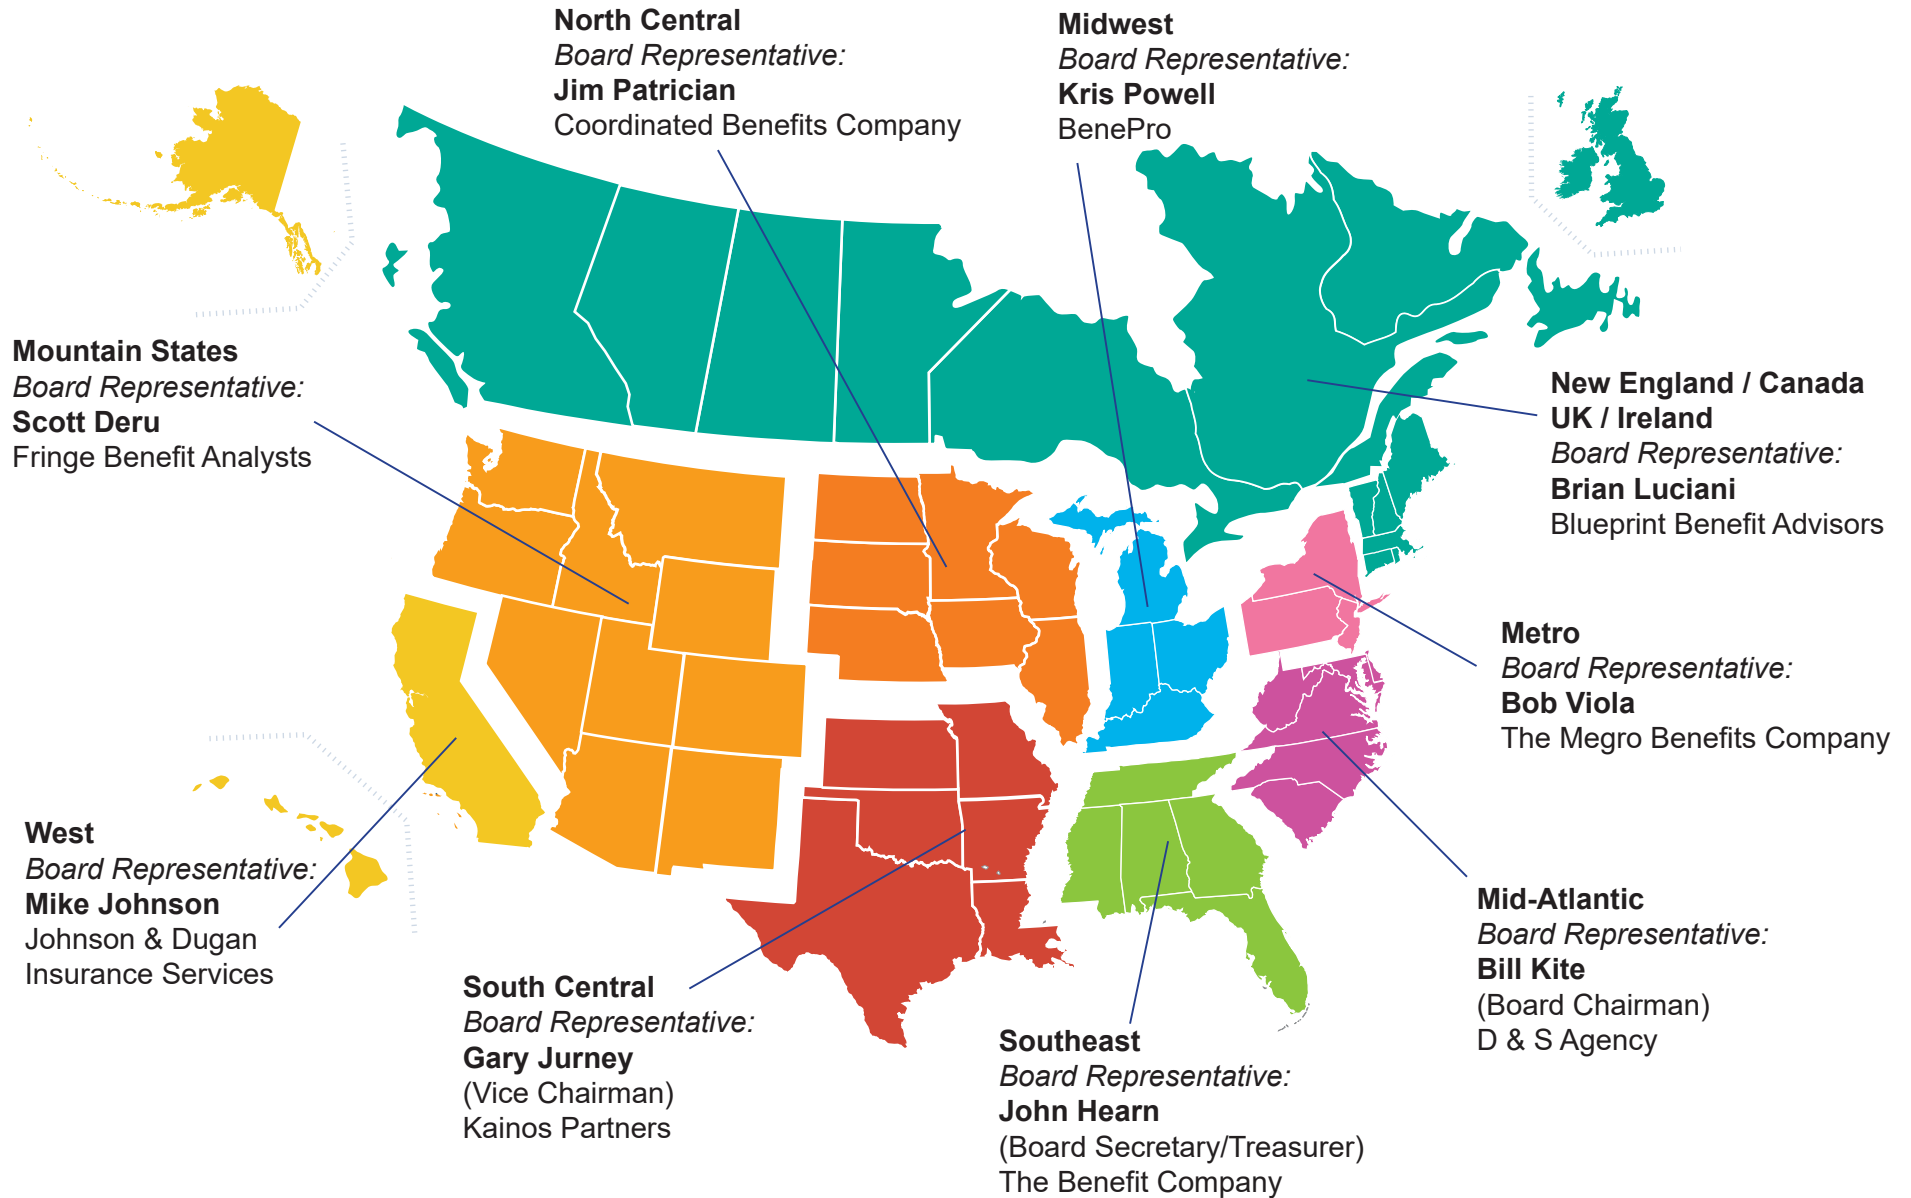 North Central
Board Representative:
Jim Patrician
Coordinated Benefits Company
Midwest
Board Representative:
Kris Powell
BenePro
Mountain States
Board Representative:
Scott Deru
Fringe Benefit Analysts
New England / Canada
UK / Ireland
Board Representative:
Brian Luciani
Blueprint Benefit Advisors
Metro
Board Representative:
Bob Viola
The Megro Benefits Company
West
Board Representative:
Mike Johnson
Johnson & Dugan
Insurance Services
Mid-Atlantic
Board Representative:
Bill Kite
(Board Chairman)
D & S Agency
South Central
Board Representative:
Gary Jurney
(Vice Chairman)
Kainos Partners
Southeast
Board Representative:
John Hearn
(Board Secretary/Treasurer)
The Benefit Company